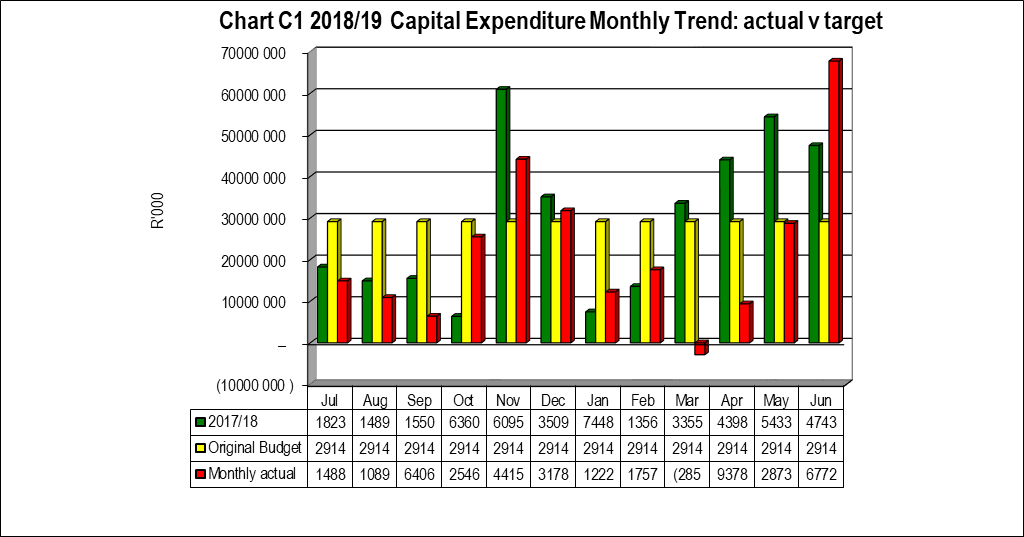 Chart C1 2018/19 Capital Expenditure Monthly Trend: actual v target
70000 000
60000 000
50000 000
40000 000
30000 000
20000 000
10000 000
–
(10000 000 )
R'000
Jul Aug Sep Oct Nov Dec Jan Feb Mar Apr May Jun
2017/18 1823 1489 1550 6360 6095 3509 7448 1356 3355 4398 5433 4743
Original Budget 2914 2914 2914 2914 2914 2914 2914 2914 2914 2914 2914 2914
Monthly actual 1488 1089 6406 2546 4415 3178 1222 1757 (285 9378 2873 6772